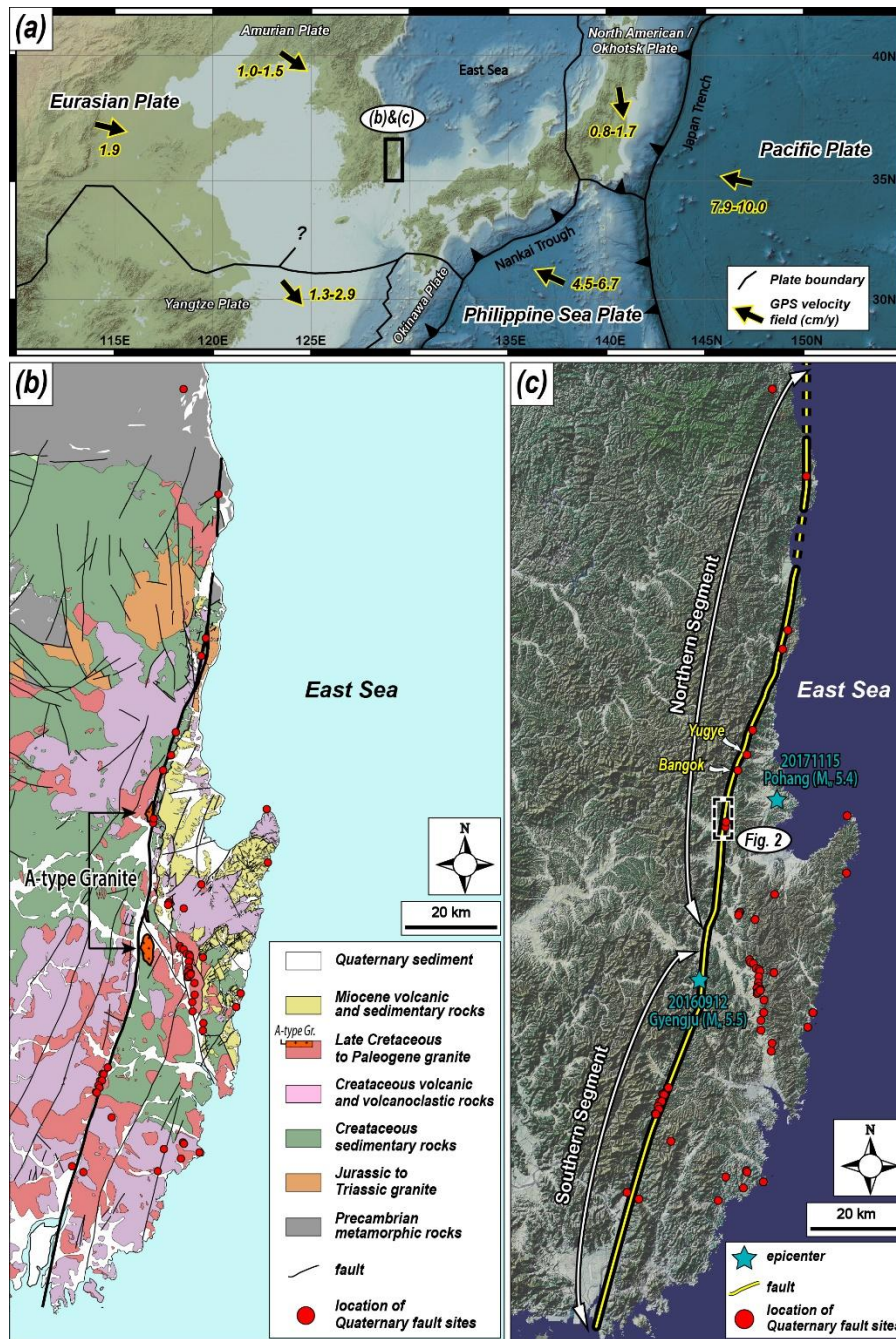 (a)
Amurian Plate
North American /
Okhotsk Plate
40N
1.0-1.5
East Sea
Eurasian Plate
(b)&(c)
0.8-1.7
Japan Trench
1.9
Pacific Plate
35N
7.9-10.0
?
Nankai Trough
Yangtze Plate
1.3-2.9
Okinawa Plate
4.5-6.7
30N
Philippine Sea Plate
Plate boundary
GPS velocity
field (cm/y)
115E
120E
125E
130E
135E
140E
145E
150E
(b)
East Sea
A-type Granite
N
20 km
Quaternary sediment
Miocene volcanic
and sedimentary rocks
A-type Gr.
Late Cretaceous
to Paleogene granite
Creataceous volcanic
and volcanoclastic rocks
Creataceous
sedimentary rocks
Jurassic to
Triassic granite
Precambrian
metamorphic rocks
fault
location of
Quaternary fault sites
(c)
Northern Segment
East Sea
Yugye
Bangok
20171115
Pohang (Mw 5.4)
Fig. 2
20160912
Gyengju (Mw 5.5)
Southern Segment
N
20 km
epicenter
fault
location of
Quaternary fault sites